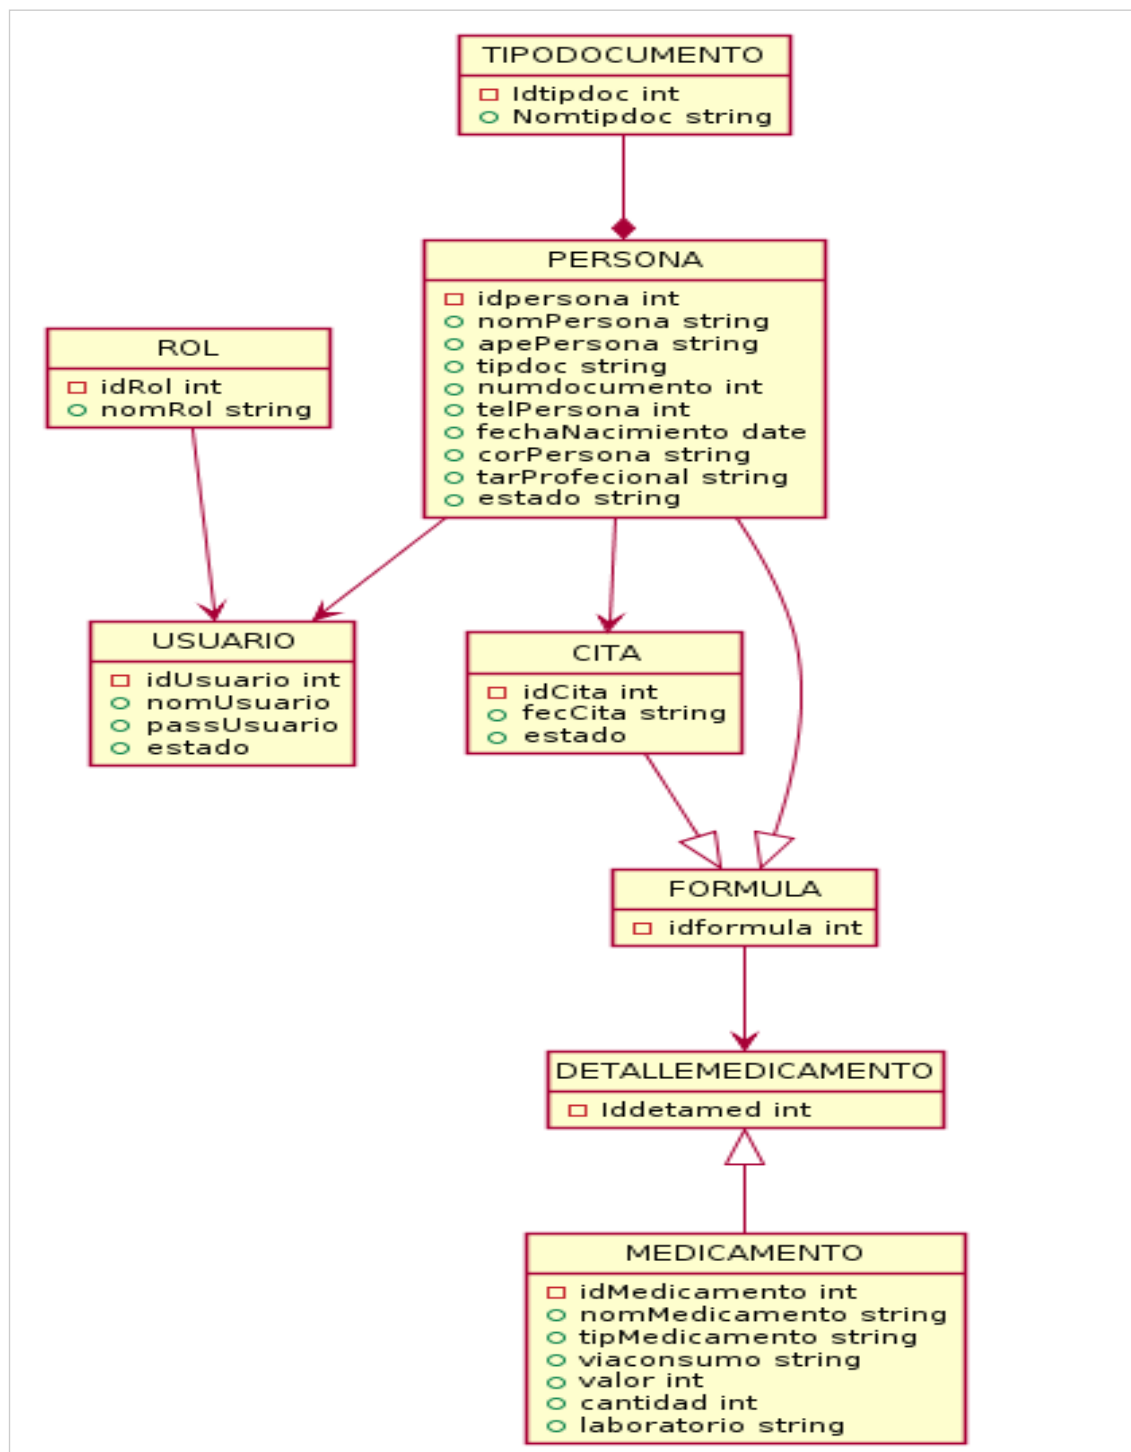 TIPODOCUMENTO
Idtipdoc int
Nomtipdoc string
PERSONA
idpersona int
nomPersona string
apePersona string
tipdoc string
numdocumento int
telPersona int
fechaNacimiento date
corPersona string
tarProfecional string
estado string
ROL
idRol int
nomRol string
USUARIO
idUsuario int
nomUsuario
passUsuario
estado
CITA
idCita int
fecCita string
estado
FORMULA
idformula int
DETALLEMEDICAMENTO
Iddetamed int
MEDICAMENTO
idMedicamento int
nomMedicamento string
tipMedicamento string
viaconsumo string
valor int
cantidad int
laboratorio string